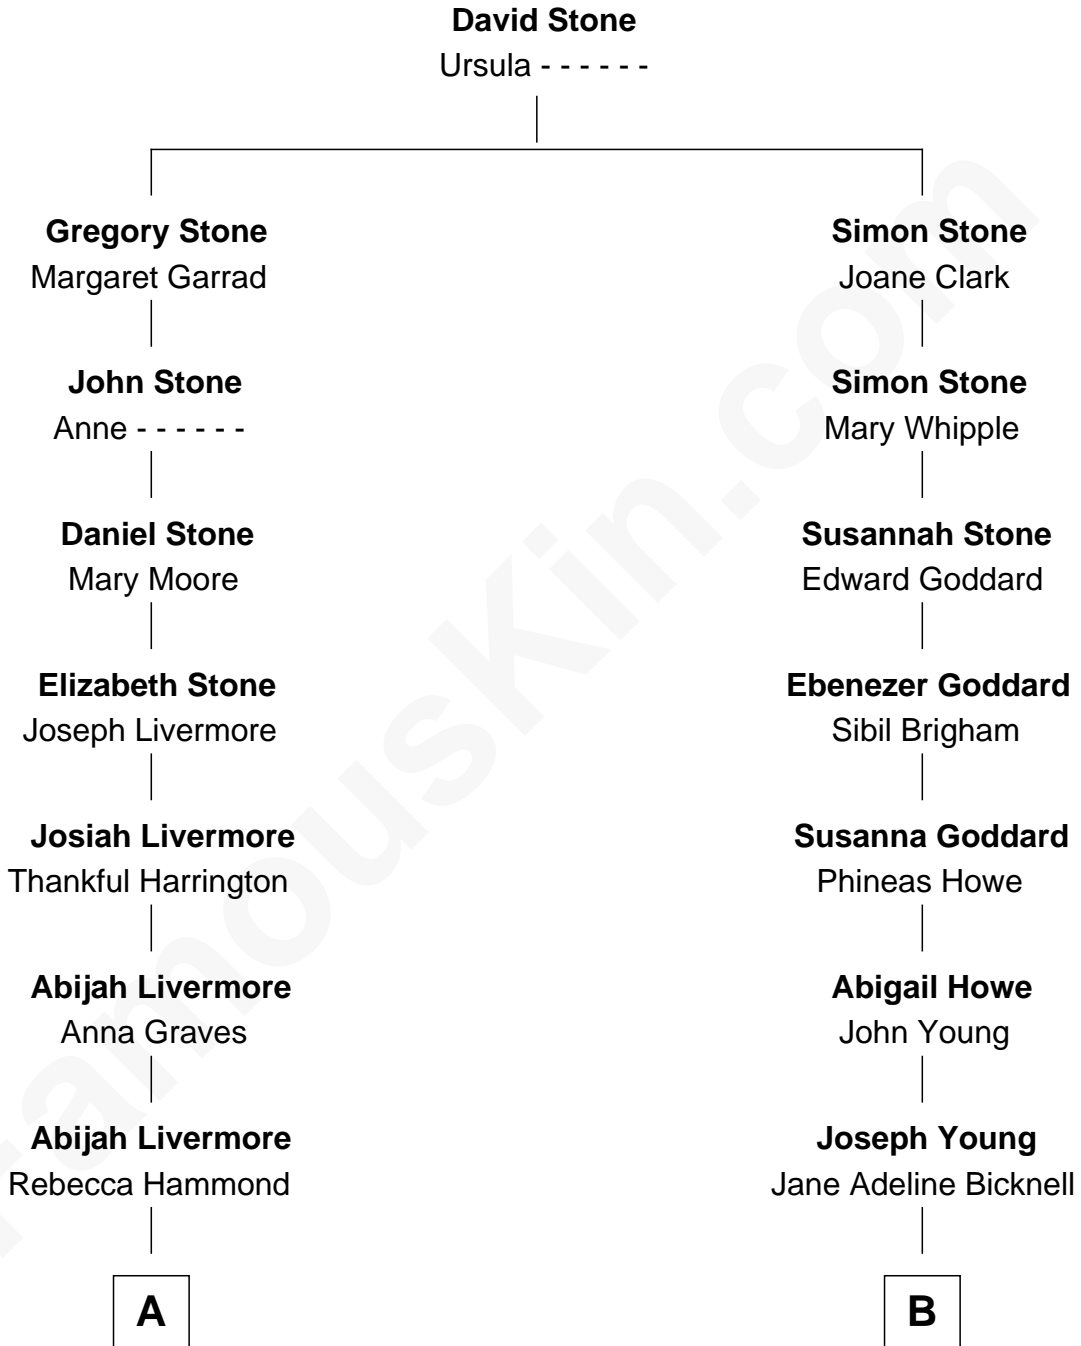 David Stone
Ursula - - - - - -
Gregory Stone
Margaret Garrad
Simon Stone
Joane Clark
John Stone
Anne - - - - - -
Simon Stone
Mary Whipple
Daniel Stone
Mary Moore
Susannah Stone
Edward Goddard
Elizabeth Stone
Joseph Livermore
Ebenezer Goddard
Sibil Brigham
Josiah Livermore
Thankful Harrington
Susanna Goddard
Phineas Howe
Abijah Livermore
Anna Graves
Abigail Howe
John Young
Abijah Livermore
Rebecca Hammond
Joseph Young
Jane Adeline Bicknell
A
B
FamousKin.com